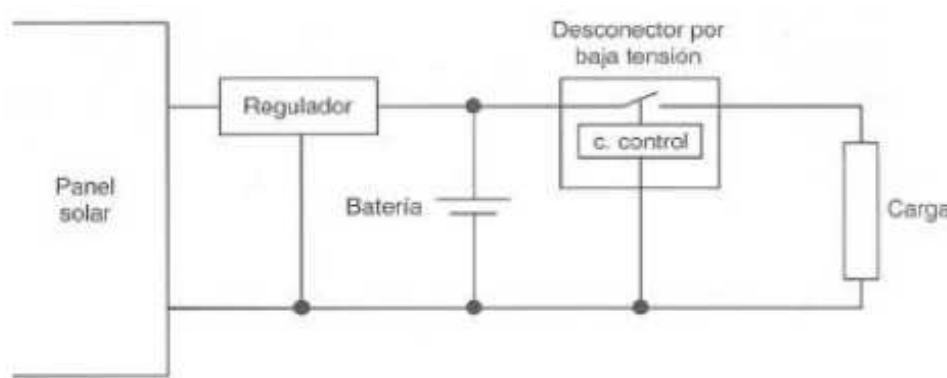 Desconector por
baja tensión
Regulador
c. control
Panel
solar
Batería
Carga